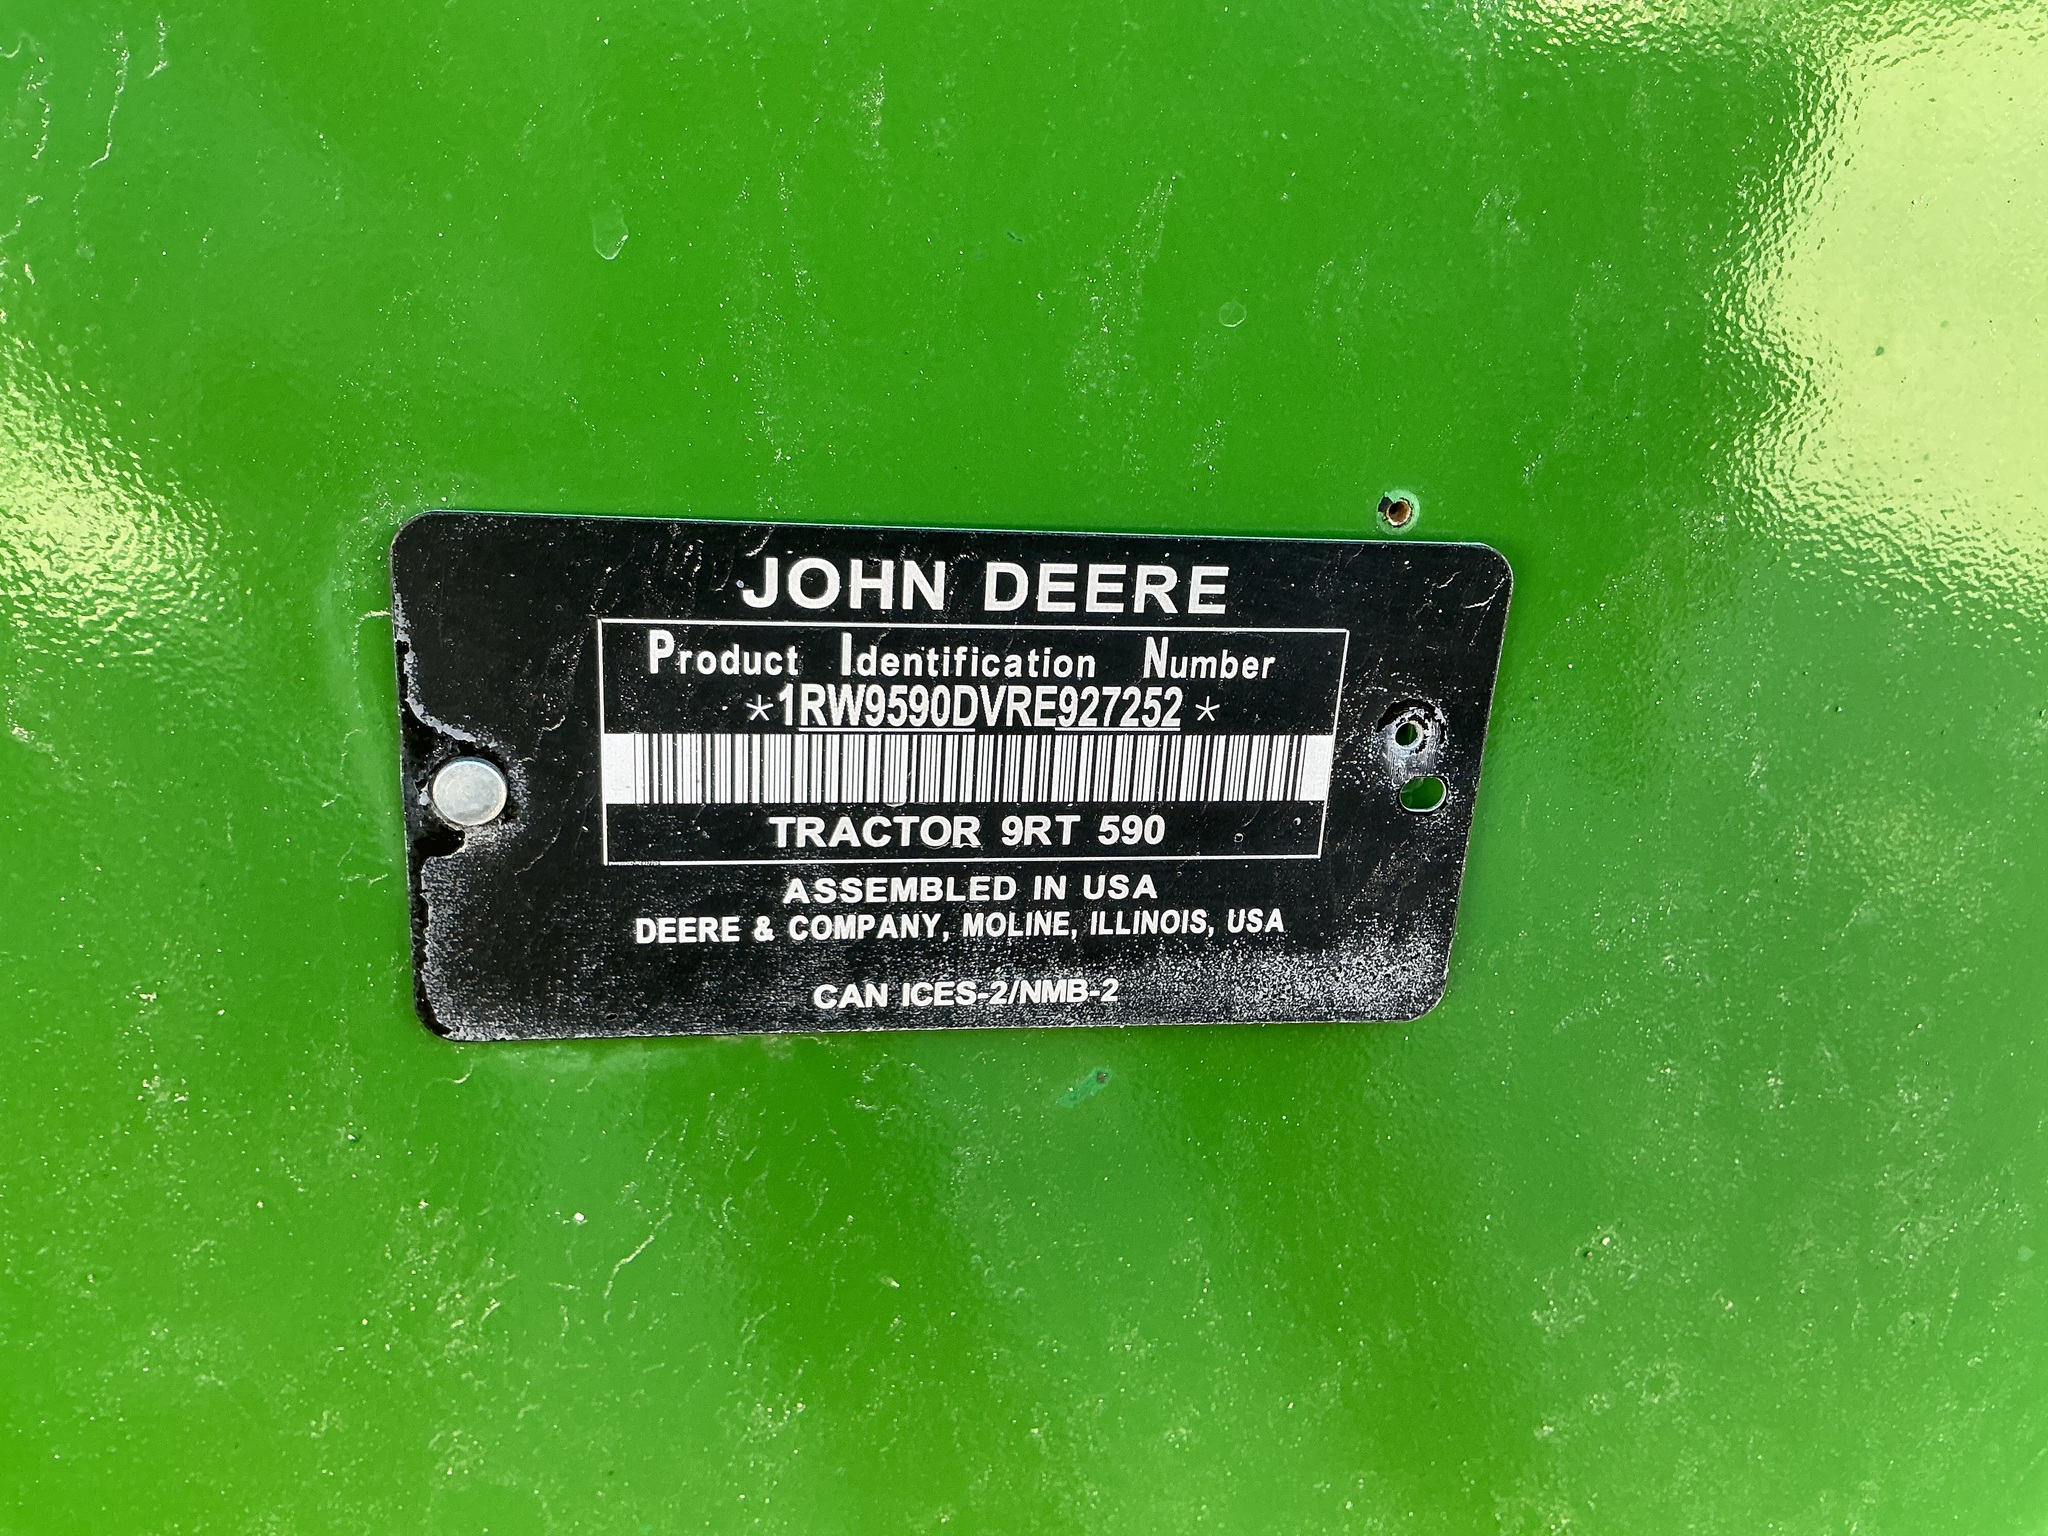 JOHN DEERE
Product Identification Number
*1RW9590DVRE927252*
TRACTOR 9RT 590
ASSEMBLED IN USA
DEERE & COMPANY, MOLINE, ILLINOIS, USA
CAN ICES-2/NMB-2